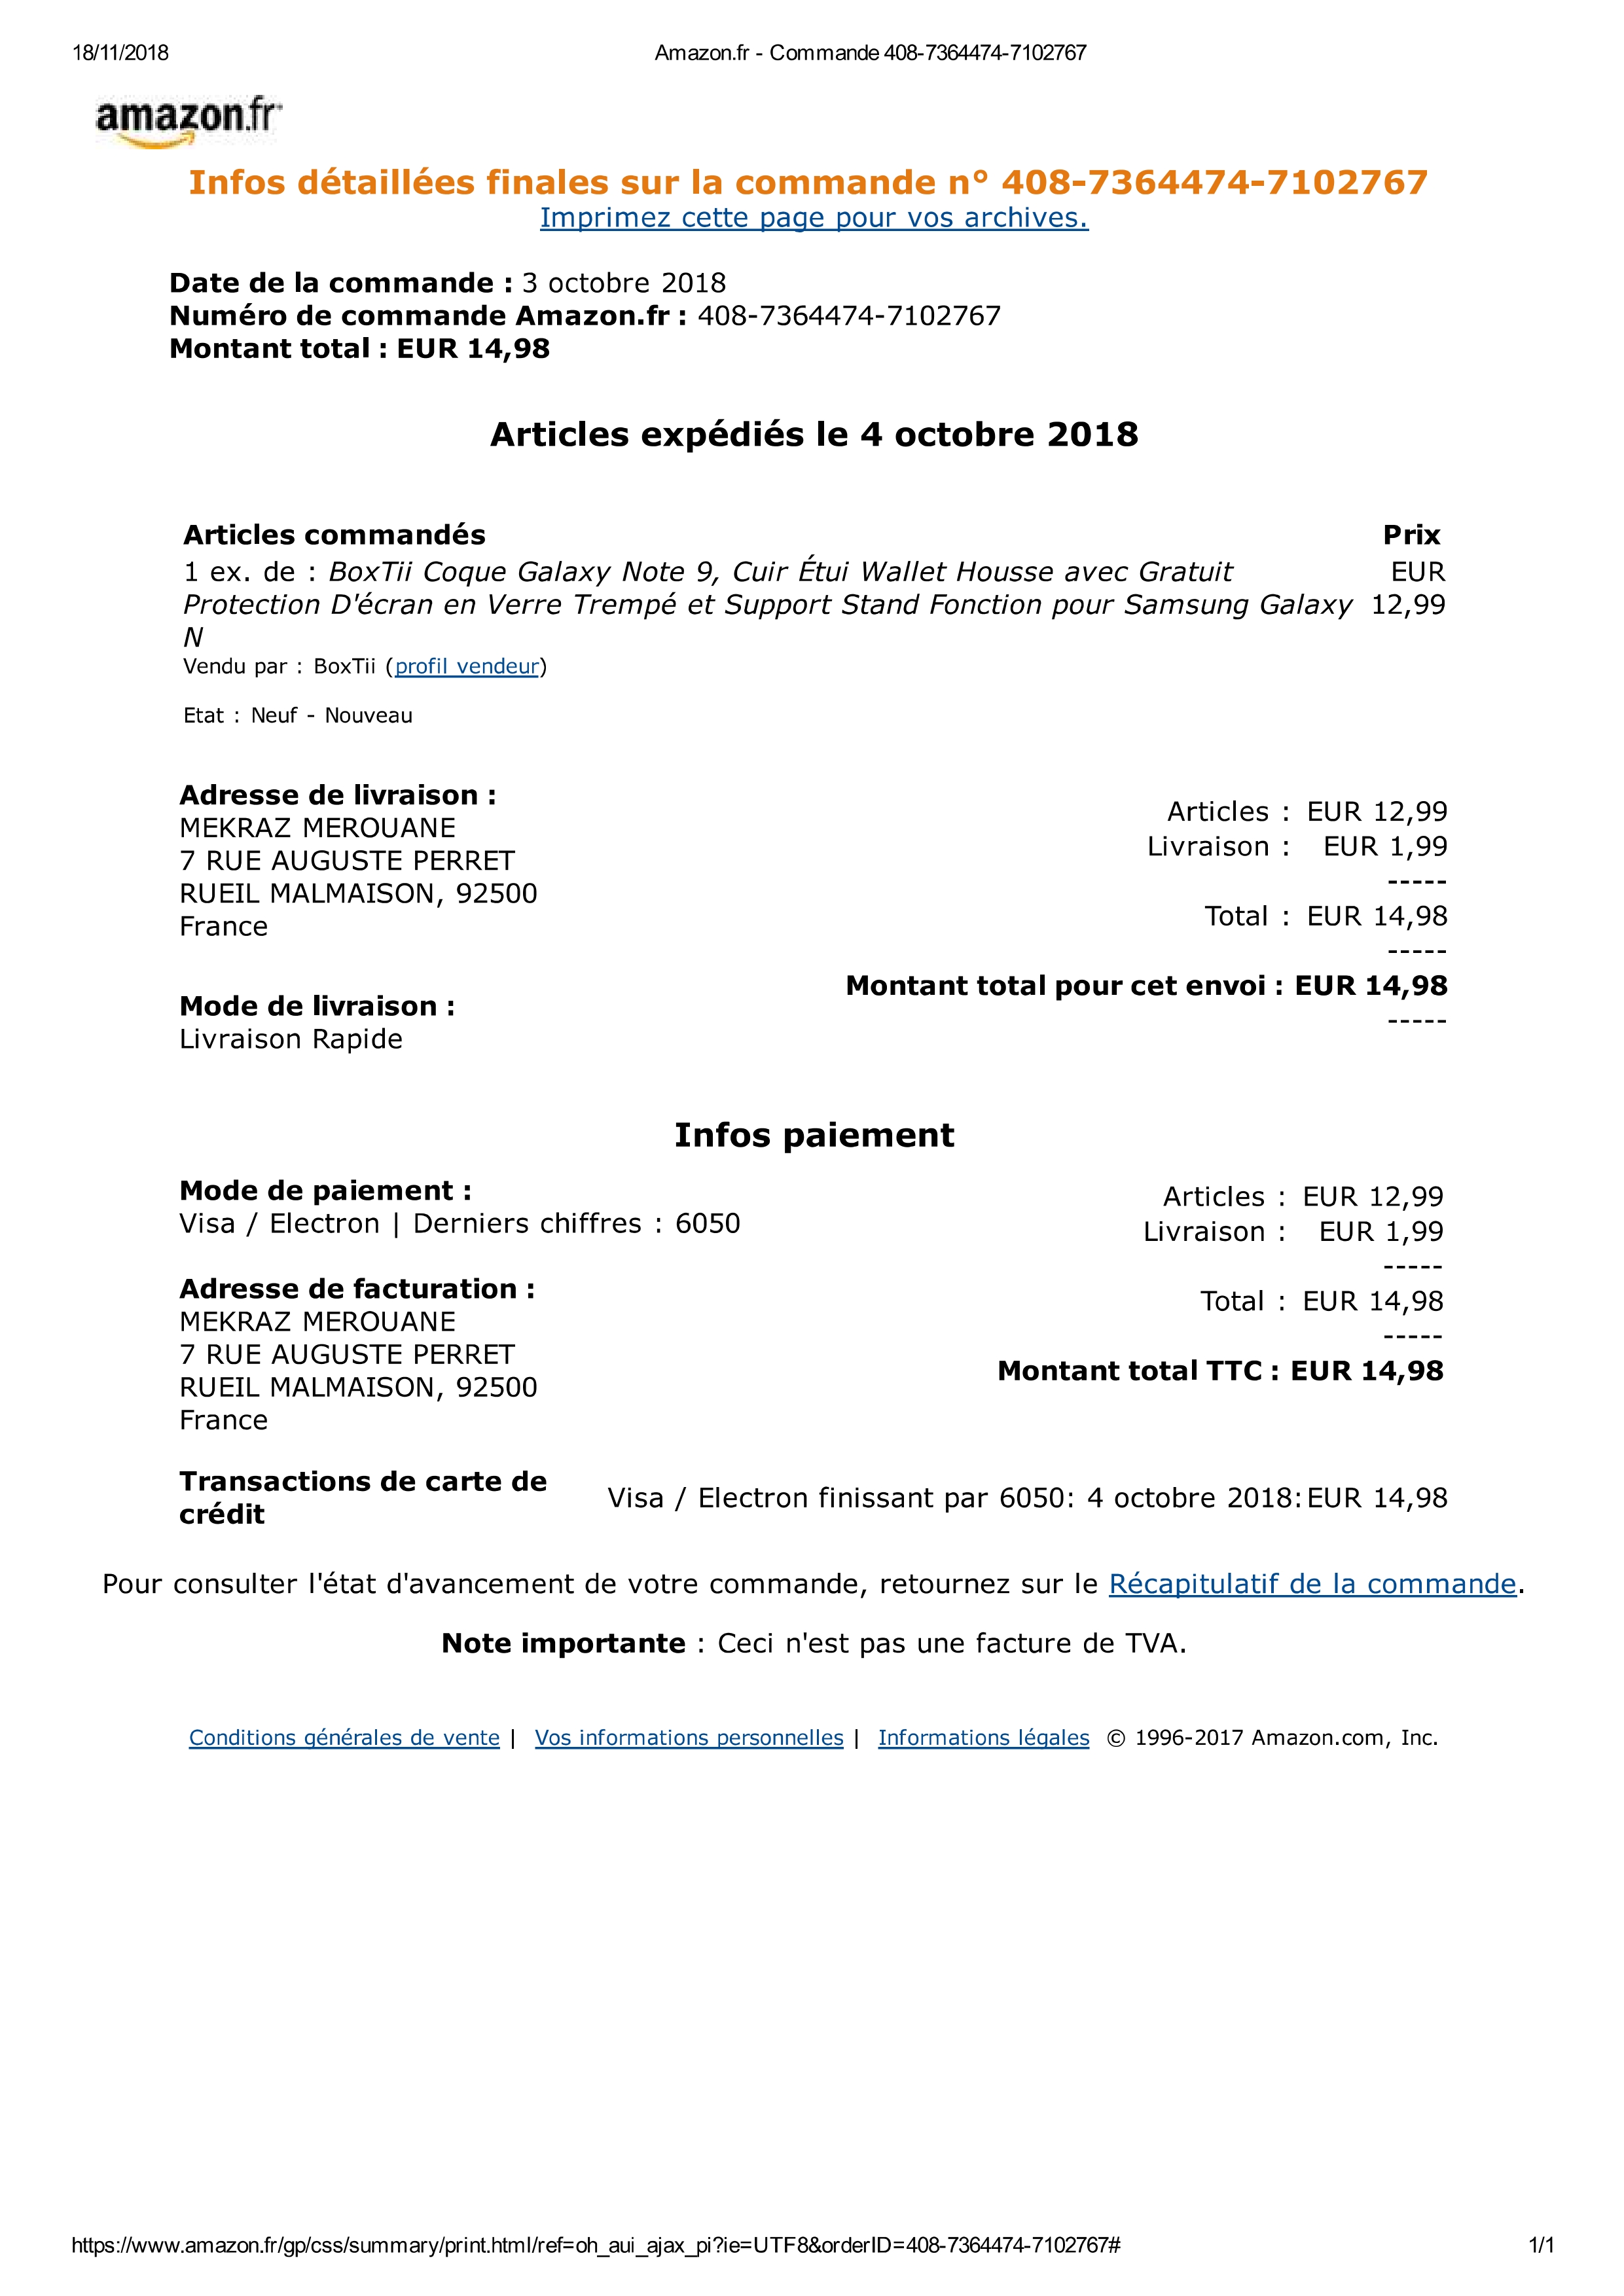 18/11/2018 Amazon.fr - Commande 408-7364474-7102767
amazon.fr
Infos détaillées finales sur la commande n° 408-7364474-7102767
Imprimez cette page pour vos archives.
Date de la commande : 3 octobre 2018
Numéro de commande Amazon.fr : 408-7364474-7102767
Montant total : EUR 14,98
Articles expédiés le 4 octobre 2018
Articles commandés Prix
1 ex. de : BoxTii Coque Galaxy Note 9, Cuir Étui Wallet Housse avec Gratuit EUR
Protection D'écran en Verre Trempé et Support Stand Fonction pour Samsung Galaxy 12,99
N
Vendu par : BoxTii (profil vendeur)
Etat : Neuf - Nouveau
Adresse de livraison :
MEKRAZ MEROUANE
7 RUE AUGUSTE PERRET
RUEIL MALMAISON, 92500
France
Mode de livraison :
Livraison Rapide
Articles : EUR 12,99
Livraison : EUR 1,99
-----
Total : EUR 14,98
-----
Montant total pour cet envoi : EUR 14,98
-----
Infos paiement
Mode de paiement :
Visa / Electron | Derniers chiffres : 6050
Adresse de facturation :
MEKRAZ MEROUANE
7 RUE AUGUSTE PERRET
RUEIL MALMAISON, 92500
France
Articles : EUR 12,99
Livraison : EUR 1,99
-----
Total : EUR 14,98
-----
Montant total TTC : EUR 14,98
Transactions de carte de
crédit
Visa / Electron finissant par 6050: 4 octobre 2018: EUR 14,98
Pour consulter l'état d'avancement de votre commande, retournez sur le Récapitulatif de la commande.
Note importante : Ceci n'est pas une facture de TVA.
Conditions générales de vente | Vos informations personnelles | Informations légales © 1996-2017 Amazon.com, Inc.
https://www.amazon.fr/gp/css/summary/print.html/ref=oh_aui_ajax_pi?ie=UTF8&orderID=408-7364474-7102767# 1/1